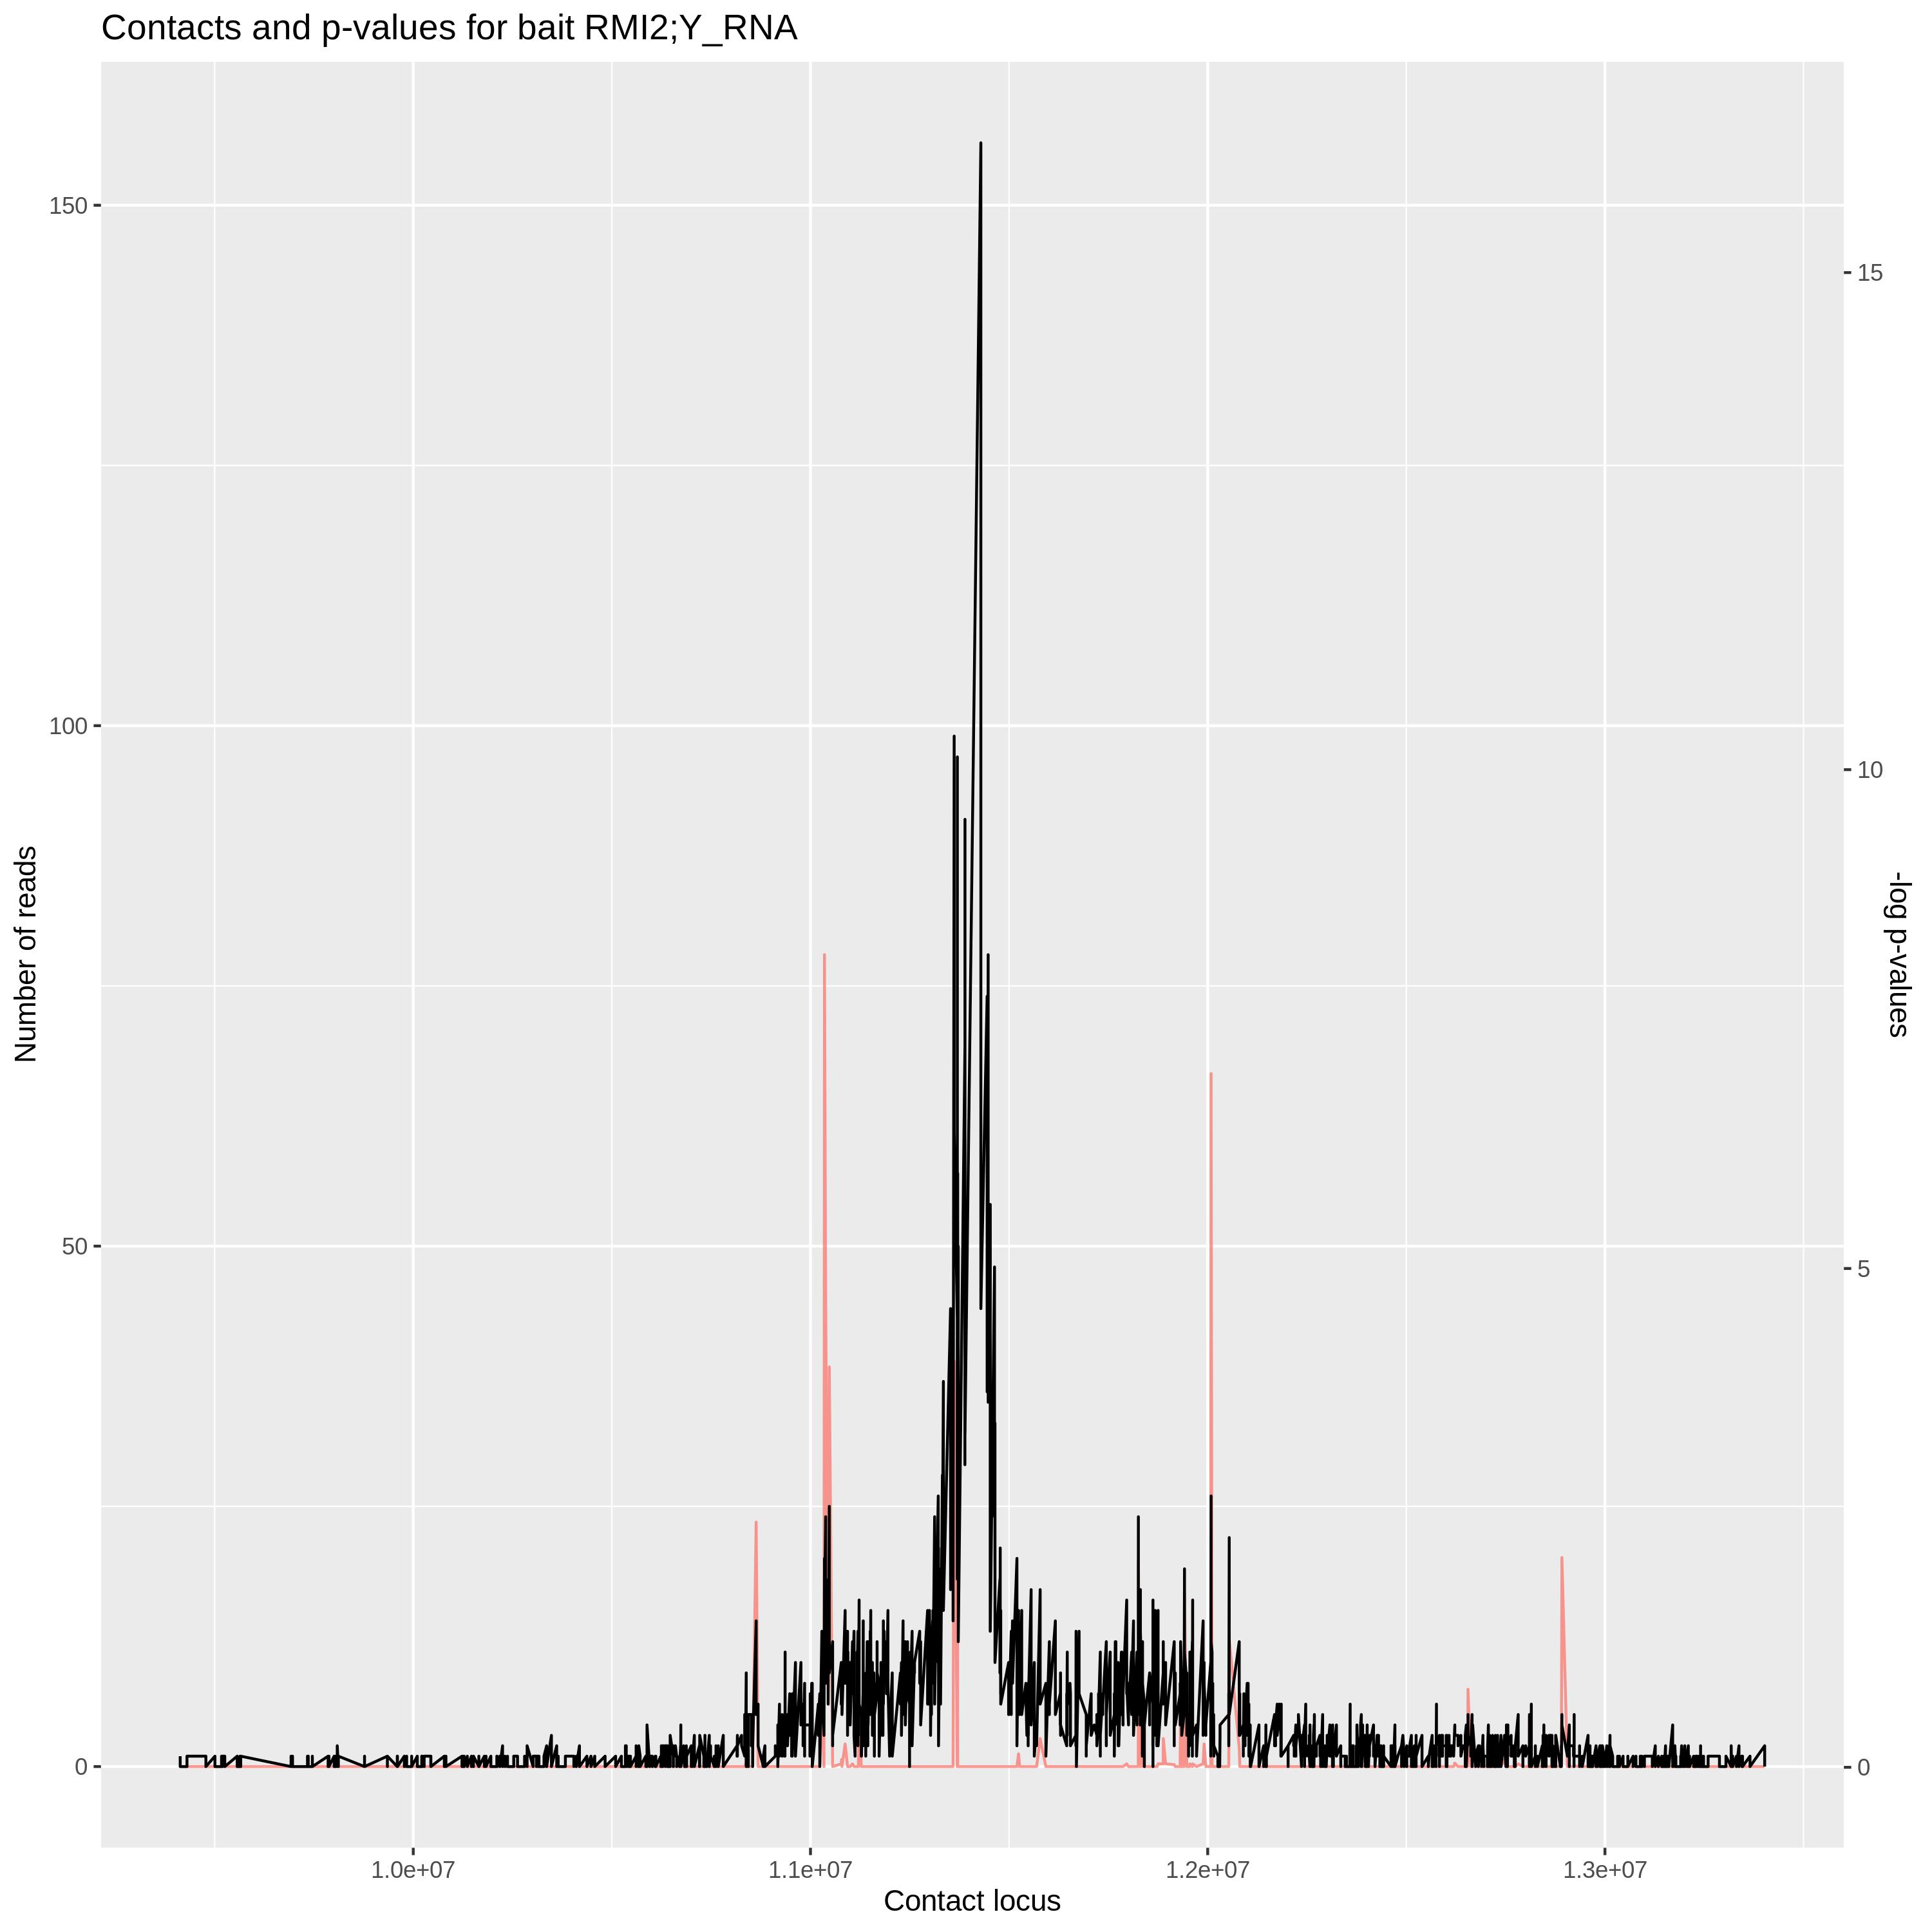 Contacts and p-values for bait RMI2;Y_RNA
150
100
50
0
Number of reads
15
10
5
0
-log p-values
1.0e+07
1.1e+07
1.2e+07
1.3e+07
Contact locus